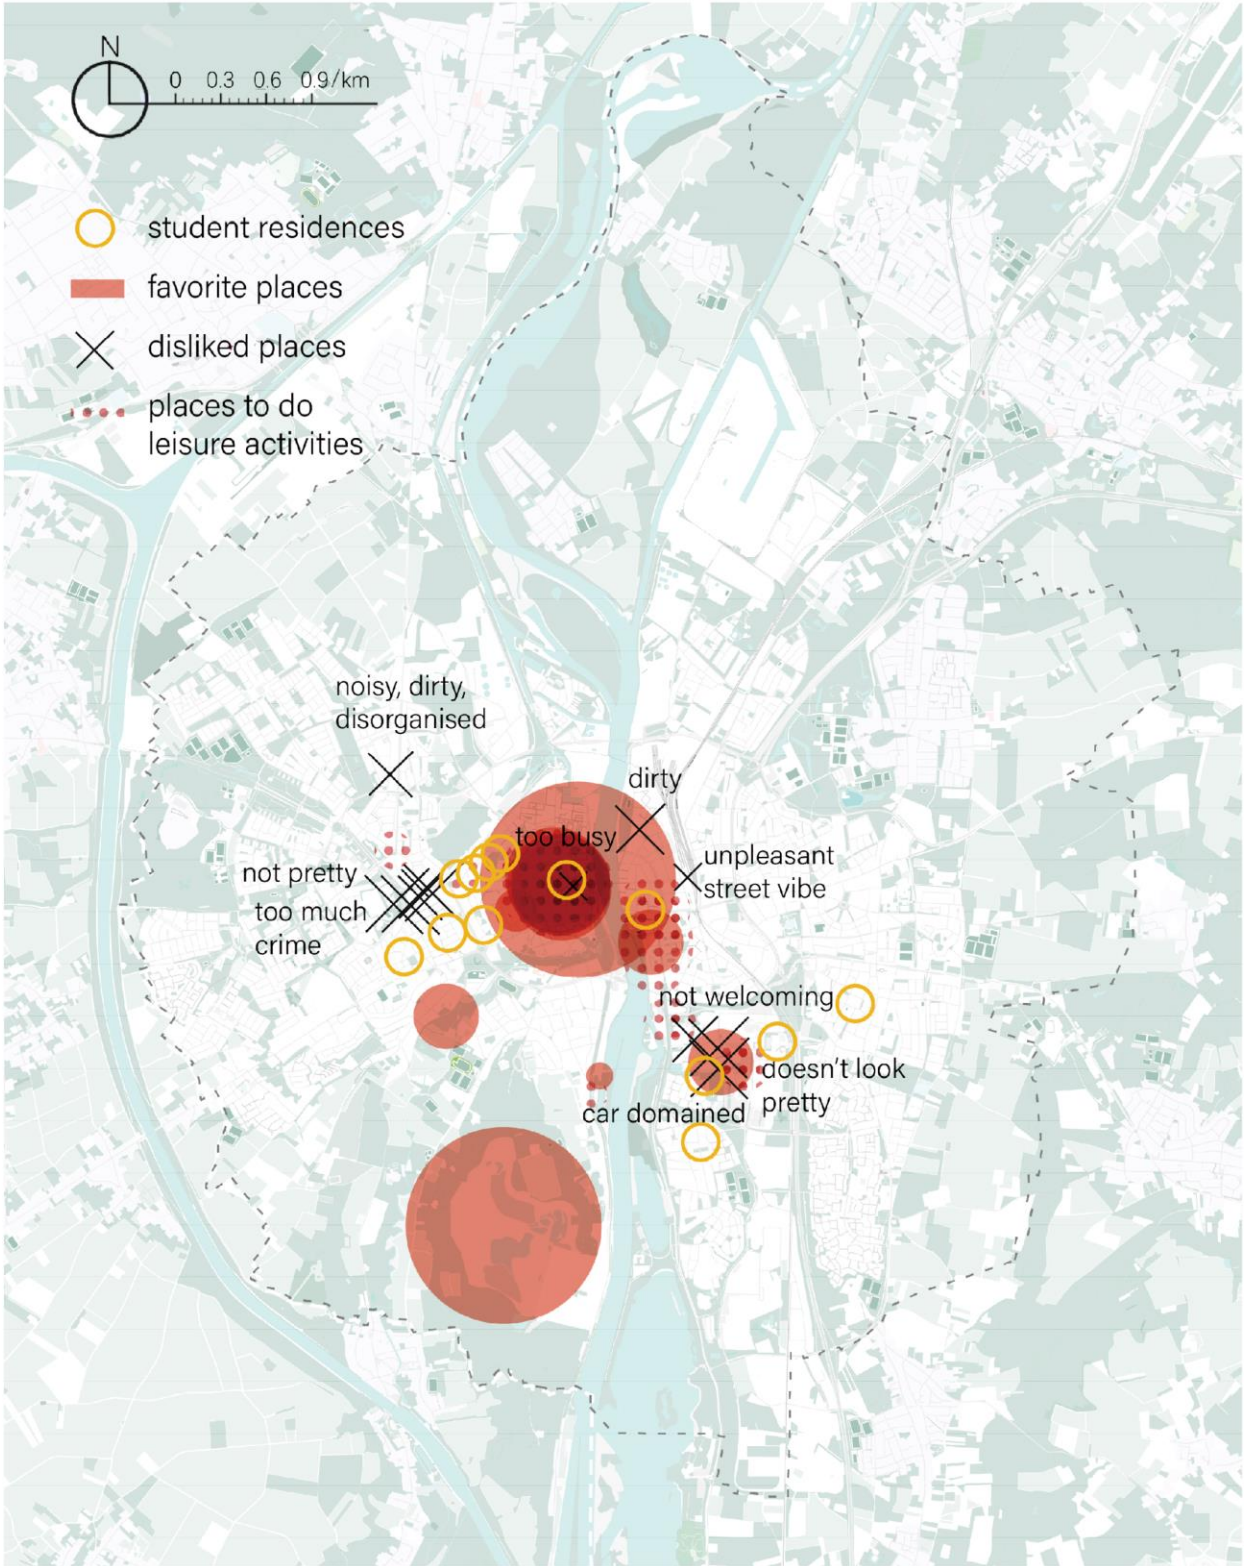 N
0 0.3 0.6 0.9/km
student residences
favorite places
disliked places
places to do
leisure activities
noisy, dirty,
disorganised
dirty
too busy
unpleasant
street vibe
not pretty
too much
crime
not welcoming
doesn't look
pretty
car domained